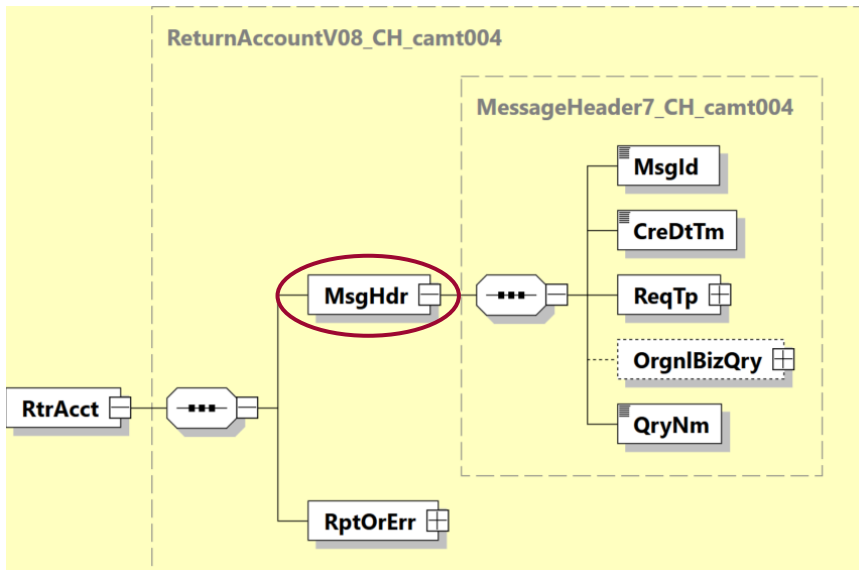 ReturnAccountV08_CH_camt004
MessageHeader7_CH_camt004
MsgId
CreDtTm
MsgHdr
ReqTp
OrgnlBizQry
RtrAcct
QryNm
RptOrErr